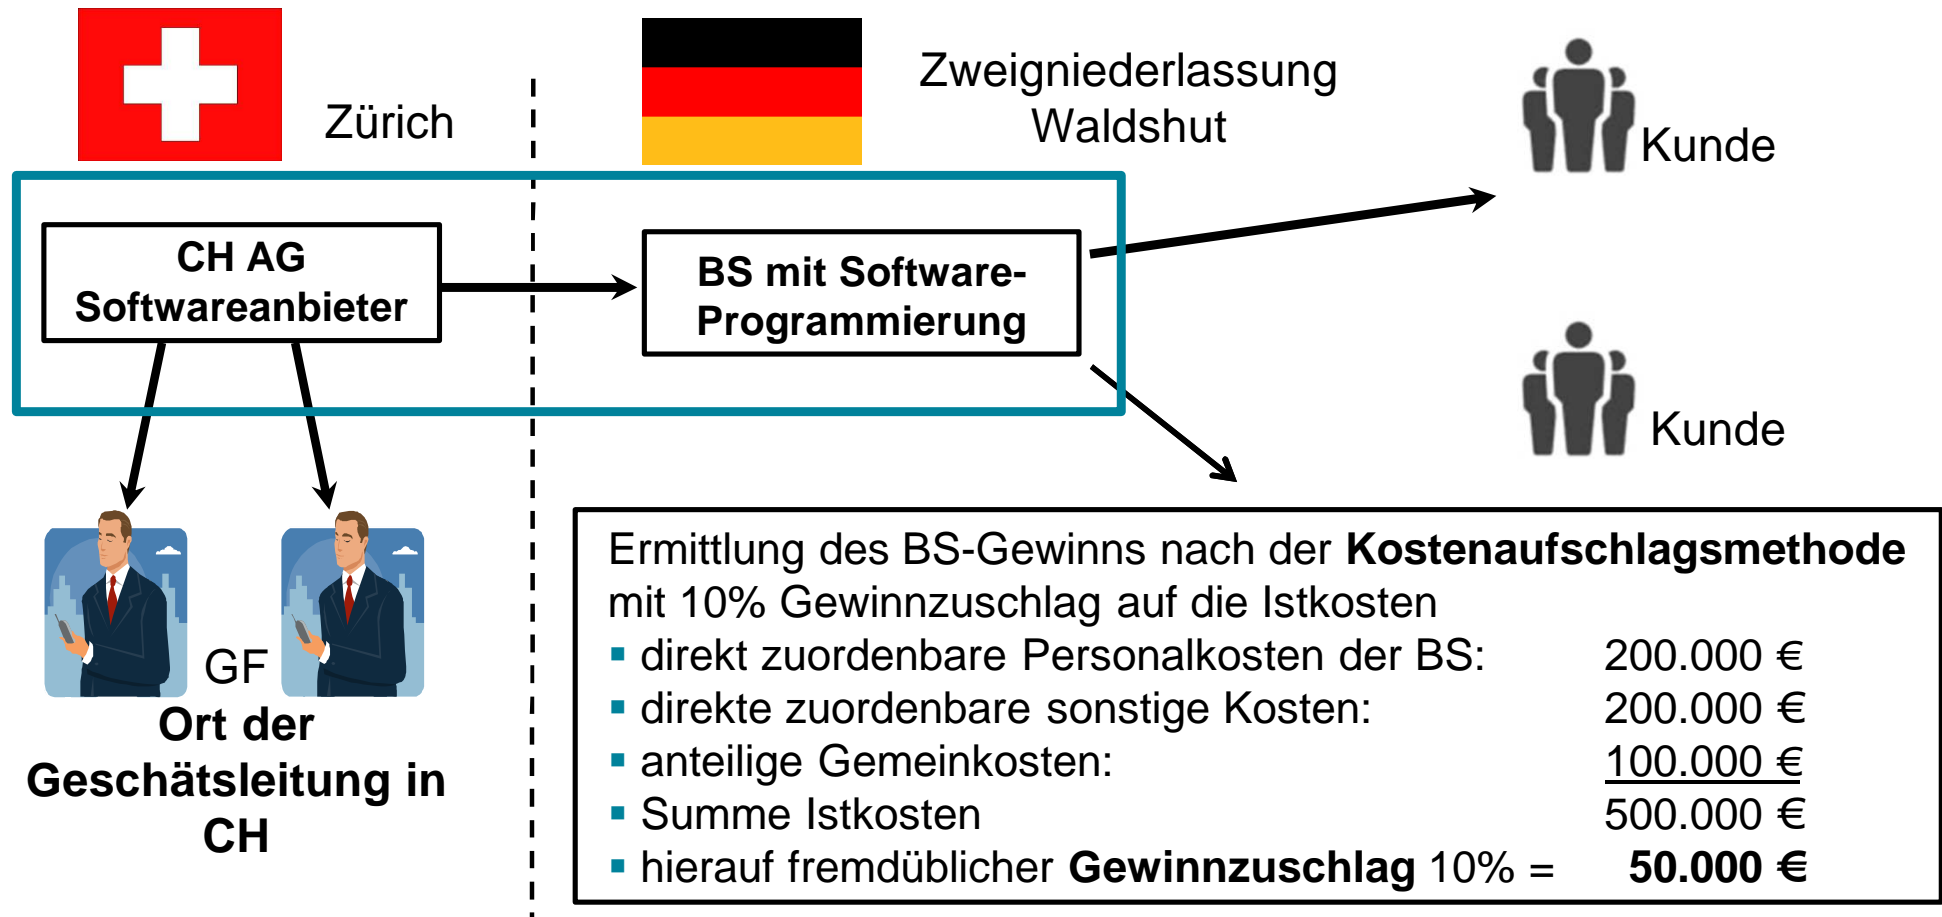 Zürich
Zweigniederlassung
Waldshut
Kunde
CH AG
Softwareanbieter
BS mit Software-
Programmierung
Kunde
GF
Ort der
Geschätsleitung in
CH
Ermittlung des BS-Gewinns nach der Kostenaufschlagsmethode
mit 10% Gewinnzuschlag auf die Istkosten
▪ direkt zuordenbare Personalkosten der BS: 200.000 €
▪ direkte zuordenbare sonstige Kosten: 200.000 €
▪ anteilige Gemeinkosten: 100.000 €
▪ Summe Istkosten 500.000 €
▪ hierauf fremdüblicher Gewinnzuschlag 10% = 50.000 €